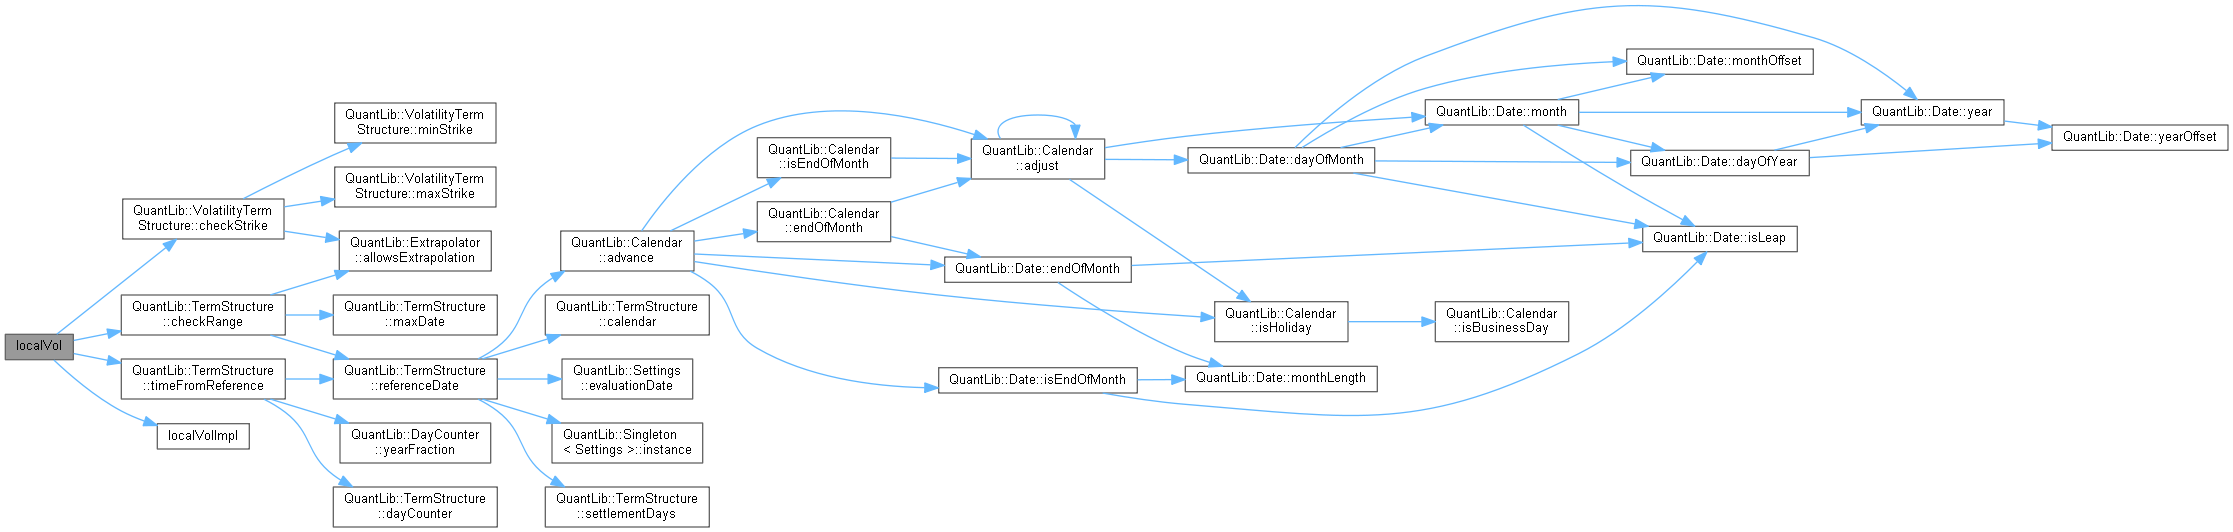 localVol
QuantLib::VolatilityTerm
Structure::checkStrike
QuantLib::TermStructure
::checkRange
QuantLib::TermStructure
::timeFromReference
localVolImpl
QuantLib::VolatilityTerm
Structure::minStrike
QuantLib::VolatilityTerm
Structure::maxStrike
QuantLib::Extrapolator
::allowsExtrapolation
QuantLib::TermStructure
::maxDate
QuantLib::TermStructure
::referenceDate
QuantLib::DayCounter
::yearFraction
QuantLib::TermStructure
::dayCounter
QuantLib::Calendar
::advance
QuantLib::TermStructure
::calendar
QuantLib::Settings
::evaluationDate
QuantLib::Singleton
< Settings >::instance
QuantLib::TermStructure
::settlementDays
QuantLib::Calendar
::isEndOfMonth
QuantLib::Calendar
::endOfMonth
QuantLib::Calendar
::adjust
QuantLib::Date::endOfMonth
QuantLib::Date::isEndOfMonth
QuantLib::Date::dayOfMonth
QuantLib::Calendar
::isHoliday
QuantLib::Date::monthLength
QuantLib::Date::month
QuantLib::Calendar
::isBusinessDay
QuantLib::Date::monthOffset
QuantLib::Date::dayOfYear
QuantLib::Date::isLeap
QuantLib::Date::year
QuantLib::Date::yearOffset